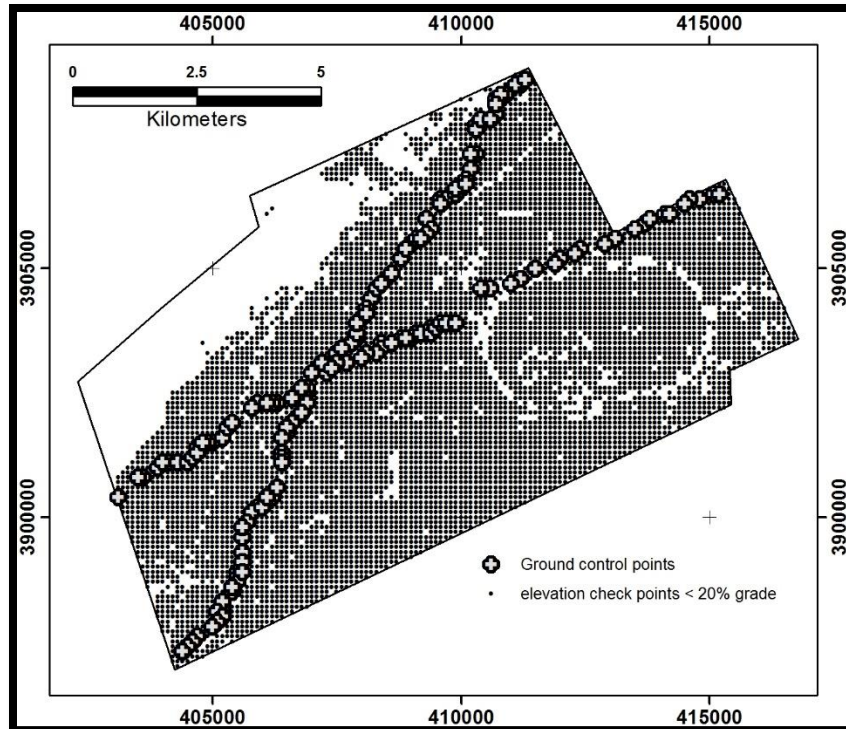 405000 410000 415000
0 2.5 5
Kilometers
3905000 3905000
3900000 3900000
Ground control points
elevation check points < 20% grade
405000 410000 415000